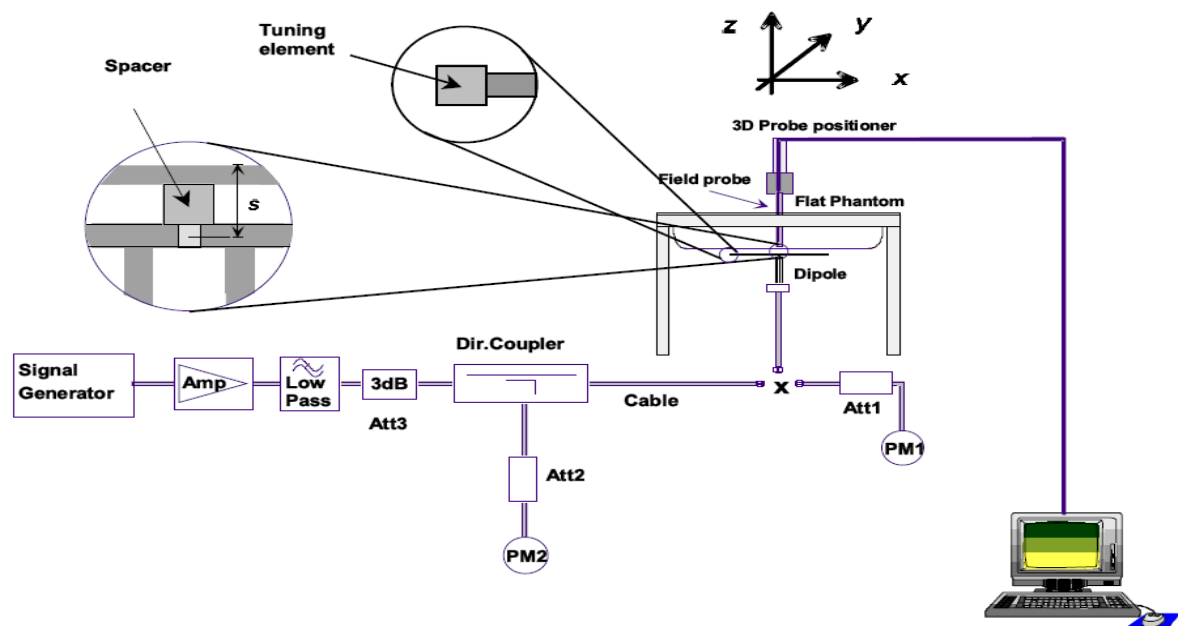 Tuning
element
z
y
x
Spacer
s
3D Probe positioner
Field probe
Flat Phantom
Dipole
Signal
Generator
Amp
Low
Pass
3dB
Att3
Dir.Coupler
Cable
x
Att1
PM1
Att2
PM2